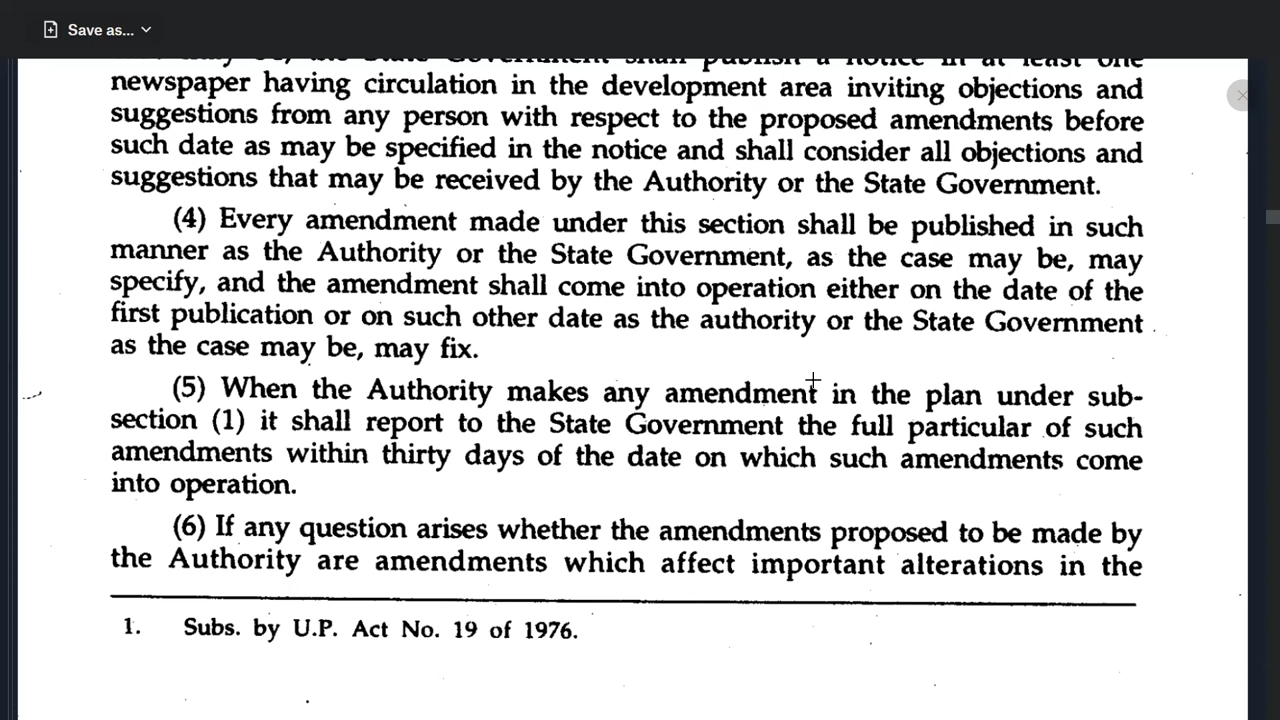 Save as...
newspaper having circulation in the development area inviting objections and
suggestions from any person with respect to the proposed amendments before
such date as may be specified in the notice and shall consider all objections and
suggestions that may be received by the Authority or the State Government.
(4) Every amendment made under this section shall be published in such
manner as the Authority or the State Government, as the case may be, may
specify, and the amendment shall come into operation either on the date of the
first publication or on such other date as the authority or the State Government
as the case may be, may fix.
(5) When the Authority makes any amendment in the plan under sub-
section (1) it shall report to the State Government the full particular of such
amendments within thirty days of the date on which such amendments come
into operation.
(6) If any question arises whether the amendments proposed to be made by
the Authority are amendments which affect important alterations in the
1. Subs. by U.P. Act No. 19 of 1976.